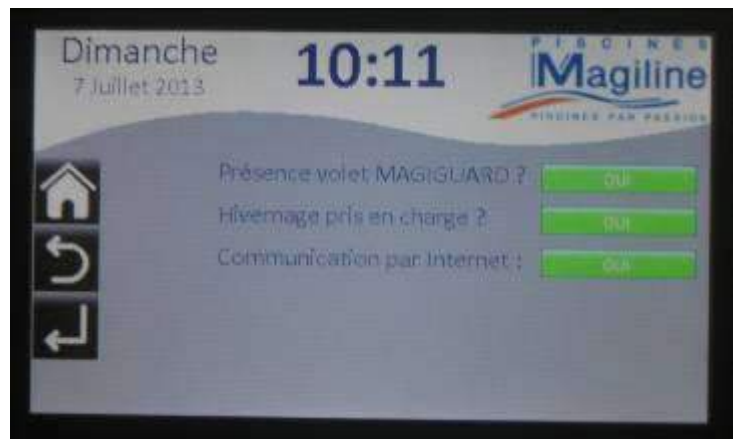 Dimanche
7 Juillet 2013
10:11
PISCINES
Magiline
PISCINES PAR PASSION
Présence volet MAGIGUARD ? OUI
Hivernage pris en charge ? OUI
Communication par Internet : OUI